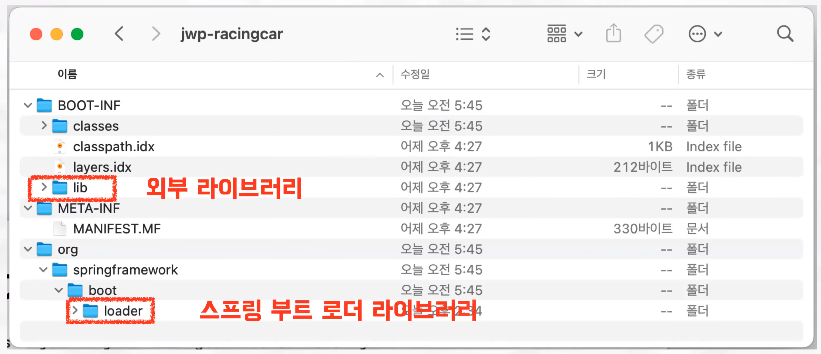 jwp-racingcar
이름 수정일 크기 종류
BOOT-INF 오늘 오전 5:45 -- 폴더
classes 오늘 오전 5:45 -- 폴더
classpath.idx 어제 오후 4:27 1KB Index file
layers.idx 어제 오후 4:27 212바이트 Index file
lib 외부 라이브러리 어제 오후 4:27 -- 폴더
META-INF 어제 오후 4:27 -- 폴더
MANIFEST.MF 어제 오후 4:27 330바이트 문서
org 오늘 오전 5:45 -- 폴더
springframework 오늘 오전 5:45 -- 폴더
boot 오늘 오전 5:45 -- 폴더
loader 스프링 부트 로더 라이브러리 -- 폴더